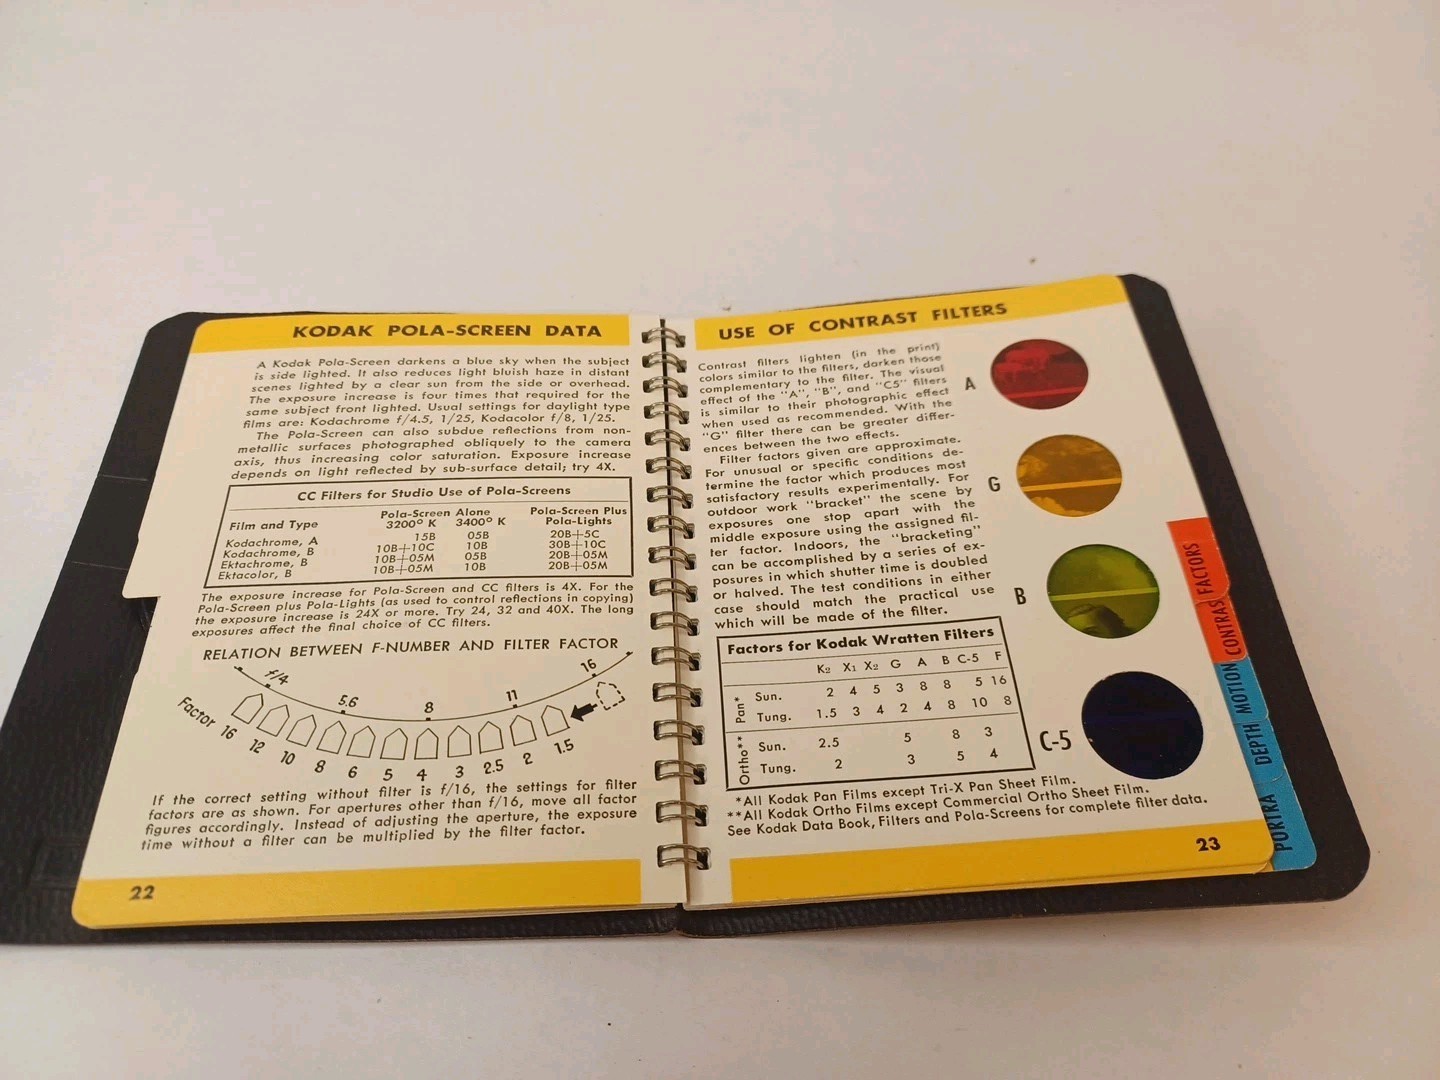 KODAK POLA-SCREEN DATA
A Kodak Pola-Screen darkens a blue sky when the subject
is side lighted. It also reduces light bluish haze in distant
scenes lighted by a clear sun from the side or overhead.
The exposure increase is four times that required for the
same subject front lighted. Usual settings for daylight type
films are: Kodachrome f/4.5, 1/25, Kodacolor f/8, 1/25.
The Pola-Screen can also subdue reflections from non-
metallic surfaces photographed obliquely to the camera
axis, thus increasing color saturation. Exposure increase
depends on light reflected by sub-surface detail; try 4X.
CC Filters for Studio Use of Pola-Screens
Film and Type Pola-Screen Alone 3200° K 3400° K Pola-Screen Plus Pola-Lights
Kodachrome, A 15B 05B 20B+5C
Kodachrome, B 10B+10C 10B 30B+10C
Ektachrome, B 10B+05M 05B 20B+05M
Ektacolor, B 10B+05M 10B 20B+05M
The exposure increase for Pola-Screen and CC filters is 4X. For the
Pola-Screen plus Pola-Lights (as used to control reflections in copying)
the exposure increase is 24X or more. Try 24, 32 and 40X. The long
exposures affect the final choice of CC filters.
RELATION BETWEEN F-NUMBER AND FILTER FACTOR
f/4 5.6 8 11 16
Factor 16 12 10 8 6 5 4 3 2.5 2 1.5
If the correct setting without filter is f/16, the settings for filter
factors are as shown. For apertures other than f/16, move all factor
figures accordingly. Instead of adjusting the aperture, the exposure
time without a filter can be multiplied by the filter factor.
22
USE OF CONTRAST FILTERS
Contrast filters lighten (in the print)
colors similar to the filters, darken those
complementary to the filter. The visual
effect of the "A", "B", and "C5" filters
is similar to their photographic effect
when used as recommended. With the
"G" filter there can be greater differ-
ences between the two effects.
Filter factors given are approximate.
For unusual or specific conditions de-
termine the factor which produces most
satisfactory results experimentally. For
outdoor work "bracket" the scene by
exposures one stop apart with the
middle exposure using the assigned fil-
ter factor. Indoors, the "bracketing"
can be accomplished by a series of ex-
posures in which shutter time is doubled
or halved. The test conditions in either
case should match the practical use
which will be made of the filter.
A
G
B
C-5
Factors for Kodak Wratten Filters
K2 X1 X2 G A B C-5 F
Pan* Sun. 2 4 5 3 8 8 5 16
Tung. 1.5 3 4 2 4 8 10 8
Ortho** Sun. 2.5 5 8 3
Tung. 2 3 5 4
*All Kodak Pan Films except Tri-X Pan Sheet Film.
**All Kodak Ortho Films except Commercial Ortho Sheet Film.
See Kodak Data Book, Filters and Pola-Screens for complete filter data.
23
FACTORS
CONTRAS
MOTION
DEPTH
PORTRA